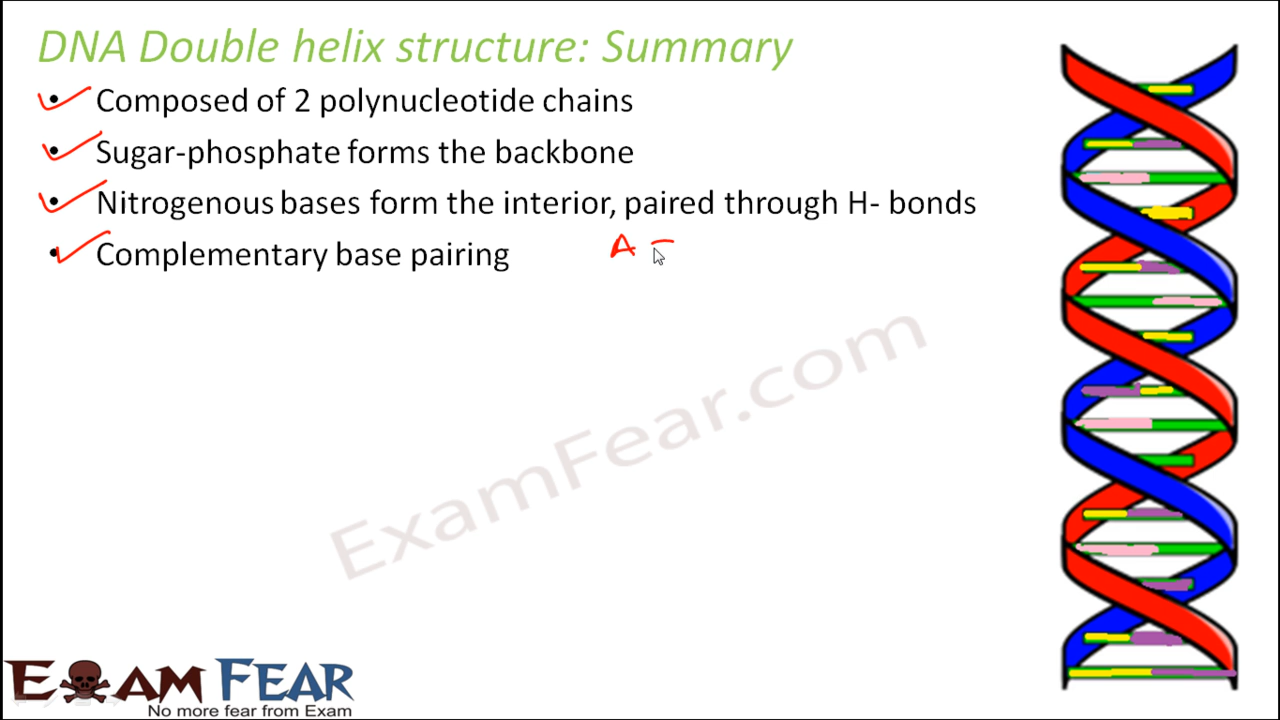 DNA Double helix structure: Summary
• Composed of 2 polynucleotide chains
• Sugar-phosphate forms the backbone
• Nitrogenous bases form the interior, paired through H- bonds
• Complementary base pairing A –
ExamFear.com
EXAM FEAR
No more fear from Exam